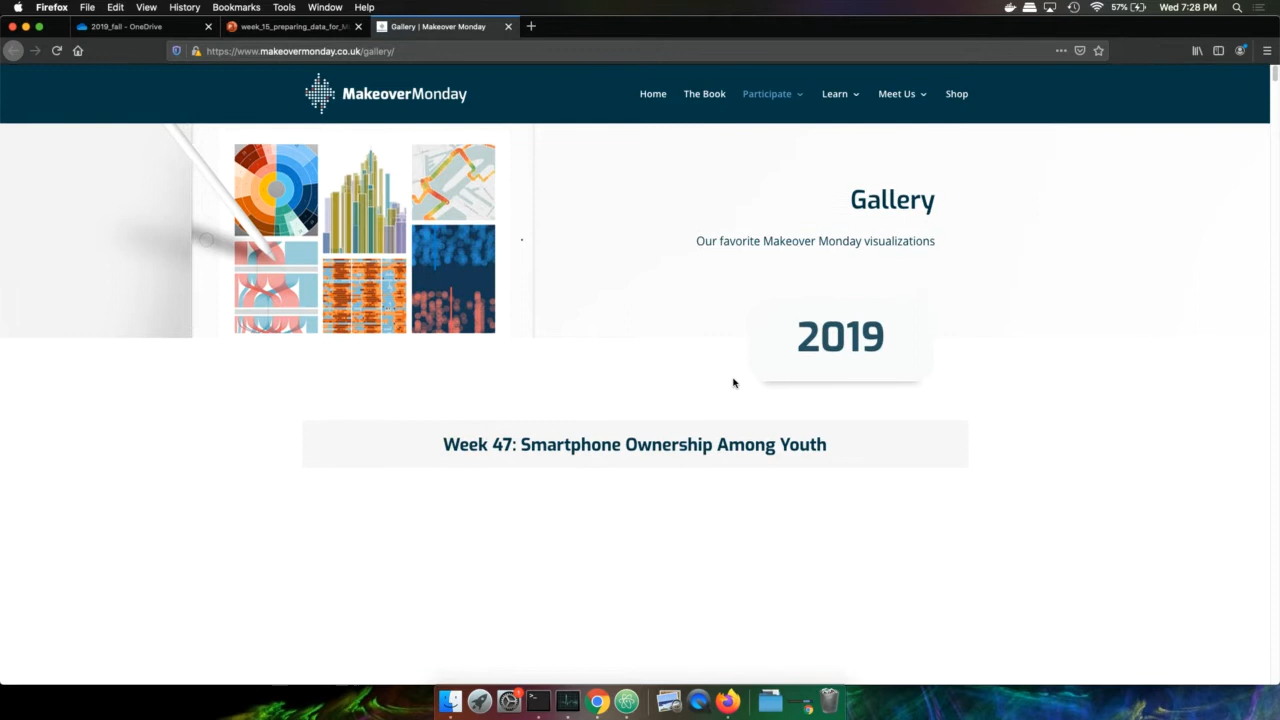 Firefox File Edit View History Bookmarks Tools Window Help 57% Wed 7:28 PM
2019_fall – OneDrive week_15_preparing_data_for_M Gallery | Makeover Monday
https://www.makeovermonday.co.uk/gallery/
MakeoverMonday Home The Book Participate Learn Meet Us Shop
Gallery
Our favorite Makeover Monday visualizations
2019
Week 47: Smartphone Ownership Among Youth